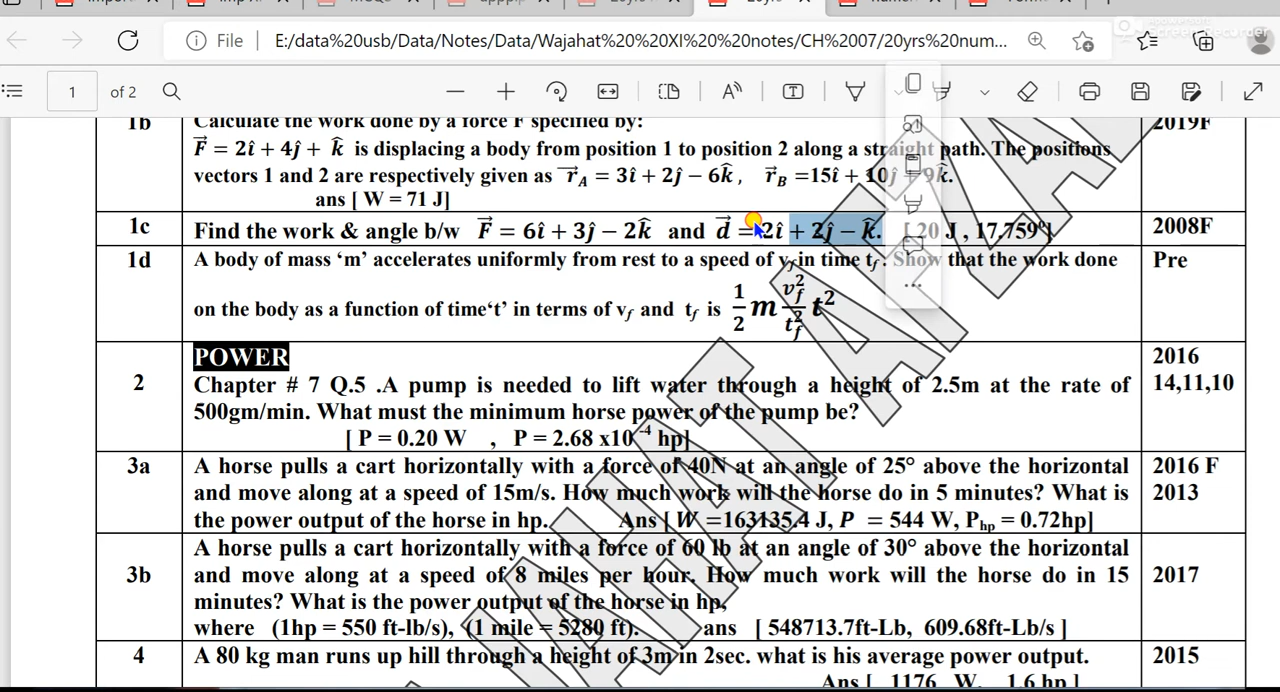 File | E:/data%20usb/Data/Notes/Data/Wajahat%20%20XI%20%20notes/CH%2007/20yrs%20num...
1 of 2
1b Calculate the work done by a force F specified by: 2019F
F⃗ = 2î + 4ĵ + k̂ is displacing a body from position 1 to position 2 along a straight path. The positions
vectors 1 and 2 are respectively given as r⃗_A = 3î + 2ĵ − 6k̂, r⃗_B =15î + 10ĵ + 9k̂.
ans [ W = 71 J]
1c Find the work & angle b/w F⃗ = 6î + 3ĵ − 2k̂ and d⃗ = 2î + 2ĵ − k̂. [ 20 J , 17.759°] 2008F
1d A body of mass ‘m’ accelerates uniformly from rest to a speed of v_f in time t_f. Show that the work done Pre
on the body as a function of time‘t’ in terms of v_f and t_f is 1/2 m v_f²/t_f² t²
POWER 2016
2 Chapter # 7 Q.5 .A pump is needed to lift water through a height of 2.5m at the rate of 14,11,10
500gm/min. What must the minimum horse power of the pump be?
[ P = 0.20 W , P = 2.68 x10⁻⁴ hp]
3a A horse pulls a cart horizontally with a force of 40N at an angle of 25° above the horizontal 2016 F
and move along at a speed of 15m/s. How much work will the horse do in 5 minutes? What is 2013
the power output of the horse in hp. Ans [ W =163135.4 J, P = 544 W, P_hp = 0.72hp]
A horse pulls a cart horizontally with a force of 60 lb at an angle of 30° above the horizontal
3b and move along at a speed of 8 miles per hour. How much work will the horse do in 15 2017
minutes? What is the power output of the horse in hp,
where (1hp = 550 ft-lb/s), (1 mile = 5280 ft). ans [ 548713.7ft-Lb, 609.68ft-Lb/s ]
4 A 80 kg man runs up hill through a height of 3m in 2sec. what is his average power output. 2015
Ans [ 1176 W, 1.6 hp ]